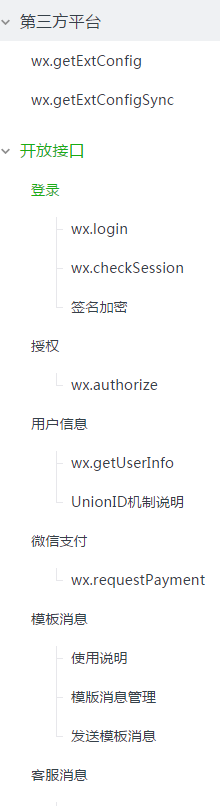 第三方平台
wx.getExtConfig
wx.getExtConfigSync
开放接口
登录
wx.login
wx.checkSession
签名加密
授权
wx.authorize
用户信息
wx.getUserInfo
UnionID机制说明
微信支付
wx.requestPayment
模板消息
使用说明
模版消息管理
发送模板消息
客服消息